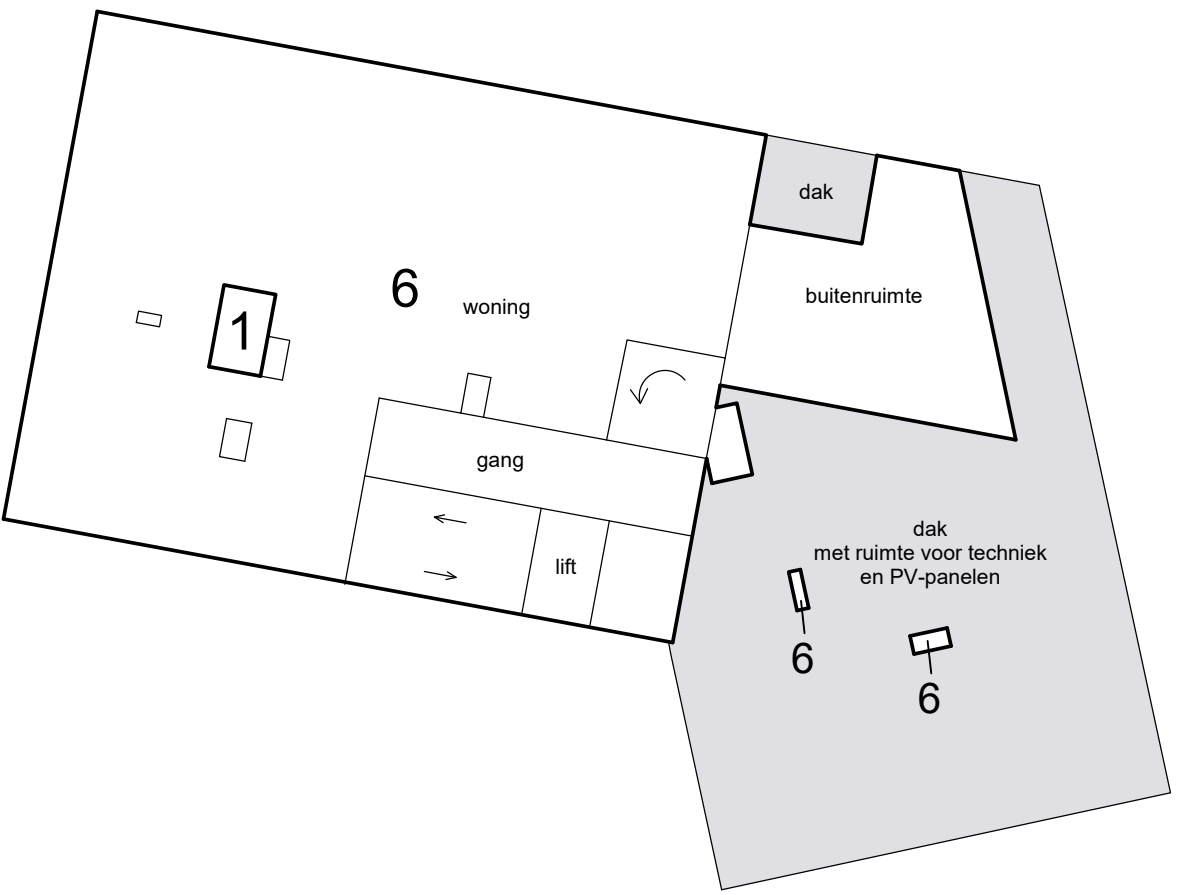 dak
6
woning
buitenruimte
1
gang
dak
met ruimte voor techniek
en PV-panelen
lift
6
6